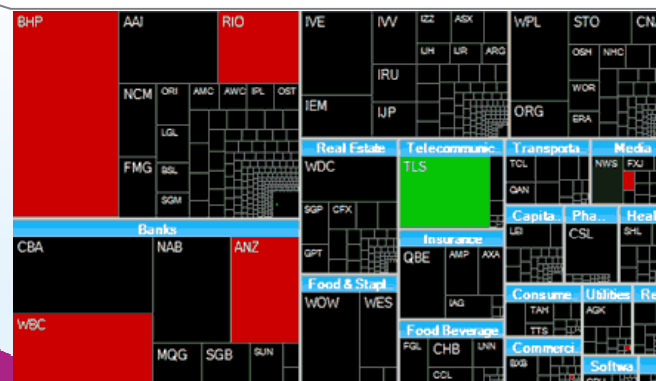 BHP
AAI
RIO
NCM
ORI
AMC
AWC
IPL
OST
LGL
FMG
BSL
SGM
IVE
IVV
IZZ
ASX
IJH
IJR
ARG
IRU
IEM
IJP
WPL
STO
CNA
OSH
NHC
WOR
ORG
ERA
Banks
CBA
NAB
ANZ
WBC
MQG
SGB
SUN
Real Estate
WDC
SGP
CFX
GPT
Telecommunic
TLS
Transporta
TCL
QAN
Media
NWS
FXJ
Insurance
QBE
AMP
AXA
IAG
Capita..
LEI
Pha..
CSL
Heal
SHL
Food & Stapl
WOW
WES
Food Beverage
FGL
CHB
LNN
CCL
Consume
TAH
TTS
Utilities
AGK
Re
Commerci
BXB
Softwa
CPU